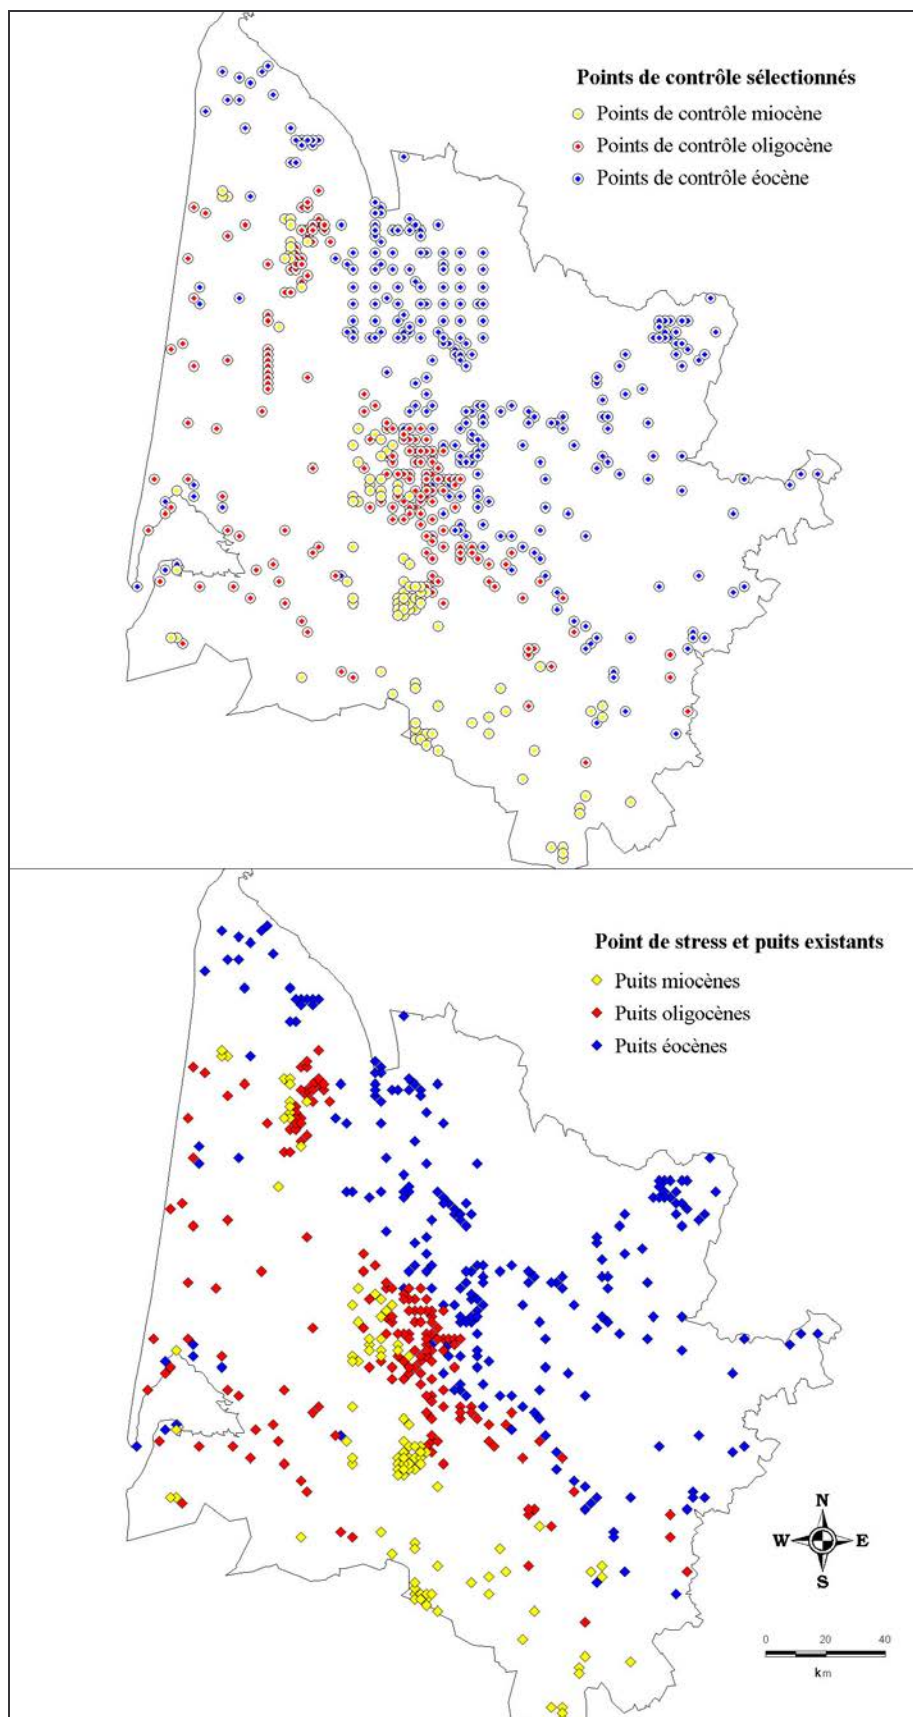 Points de contrôle sélectionnés
Points de contrôle miocène
Points de contrôle oligocène
Points de contrôle éocène
Point de stress et puits existants
Puits miocènes
Puits oligocènes
Puits éocènes
N
W E
S
0 20 40
km